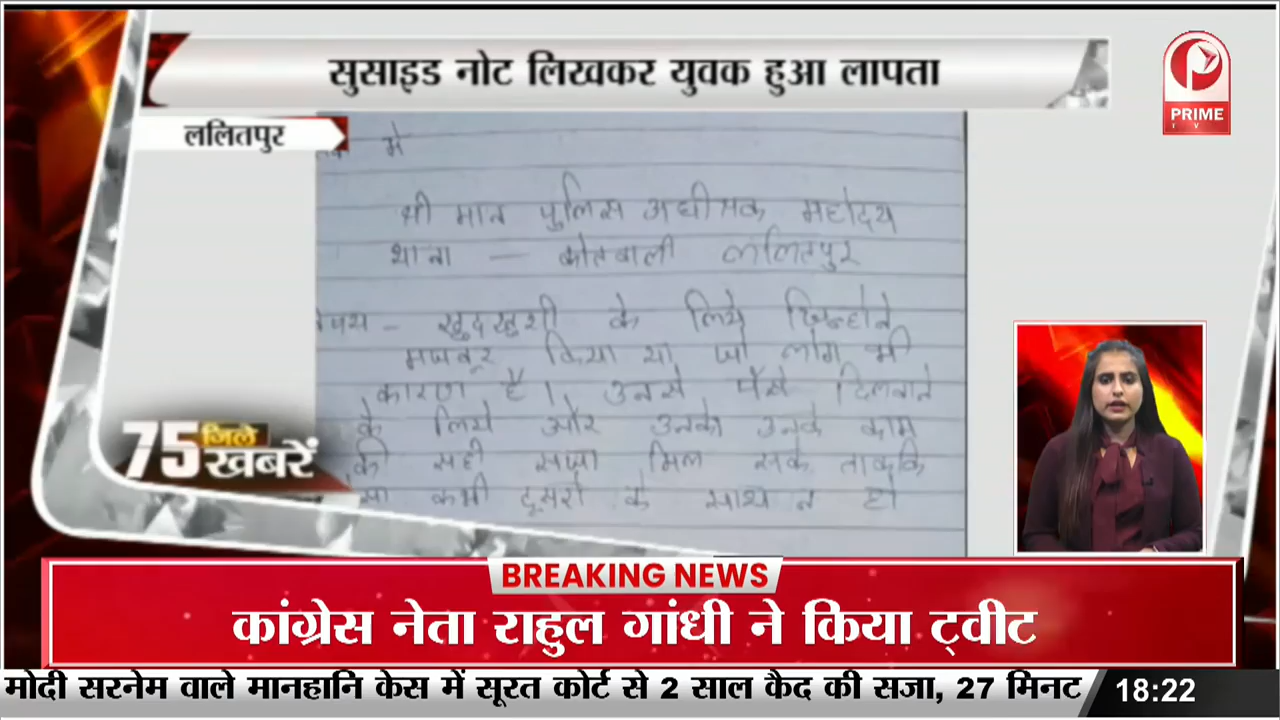 सुसाइड नोट लिखकर युवक हुआ लापता
PRIME
TV
ललितपुर
मे
श्री मान पुलिस अधीक्षक महोदय
थाना — कोतवाली ललितपुर
खुदखुशी के लिये जिन्होने
मजबूर किया या जो लोग भी
कारण है। उनसे पैसे दिलवाने
के लिये और उनको उनके काम
की सही सजा मिल सके ताकि
कभी दूसरो के साथ न हो
75 जिले
खबरें
BREAKING NEWS
कांग्रेस नेता राहुल गांधी ने किया ट्वीट
मोदी सरनेम वाले मानहानि केस में सूरत कोर्ट से 2 साल कैद की सजा, 27 मिनट
18:22